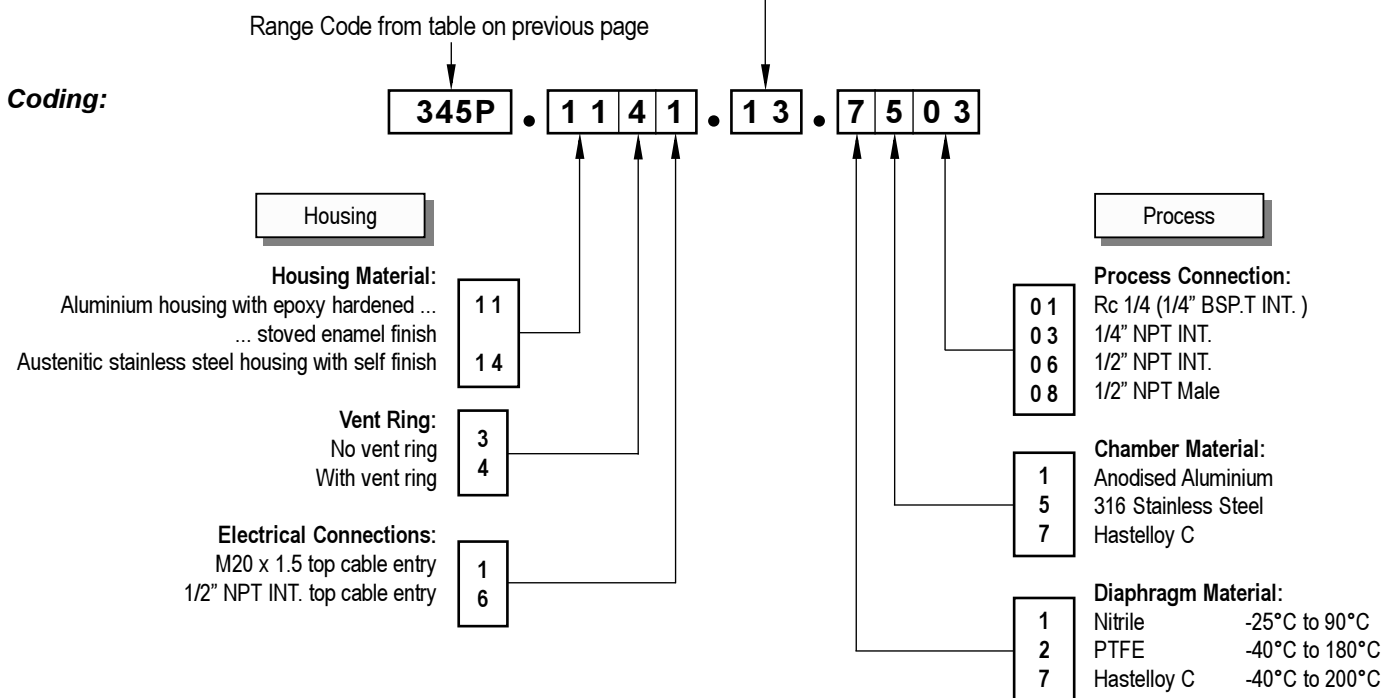 Range Code from table on previous page
Coding:
345P . 1 1 4 1 . 1 3 . 7 5 0 3
Housing
Housing Material:
Aluminium housing with epoxy hardened ... 1 1
... stoved enamel finish
Austenitic stainless steel housing with self finish 1 4
Vent Ring:
No vent ring 3
With vent ring 4
Electrical Connections:
M20 x 1.5 top cable entry 1
1/2” NPT INT. top cable entry 6
Process
Process Connection:
0 1 Rc 1/4 (1/4” BSP.T INT. )
0 3 1/4” NPT INT.
0 6 1/2” NPT INT.
0 8 1/2” NPT Male
Chamber Material:
1 Anodised Aluminium
5 316 Stainless Steel
7 Hastelloy C
Diaphragm Material:
1 Nitrile -25°C to 90°C
2 PTFE -40°C to 180°C
7 Hastelloy C -40°C to 200°C